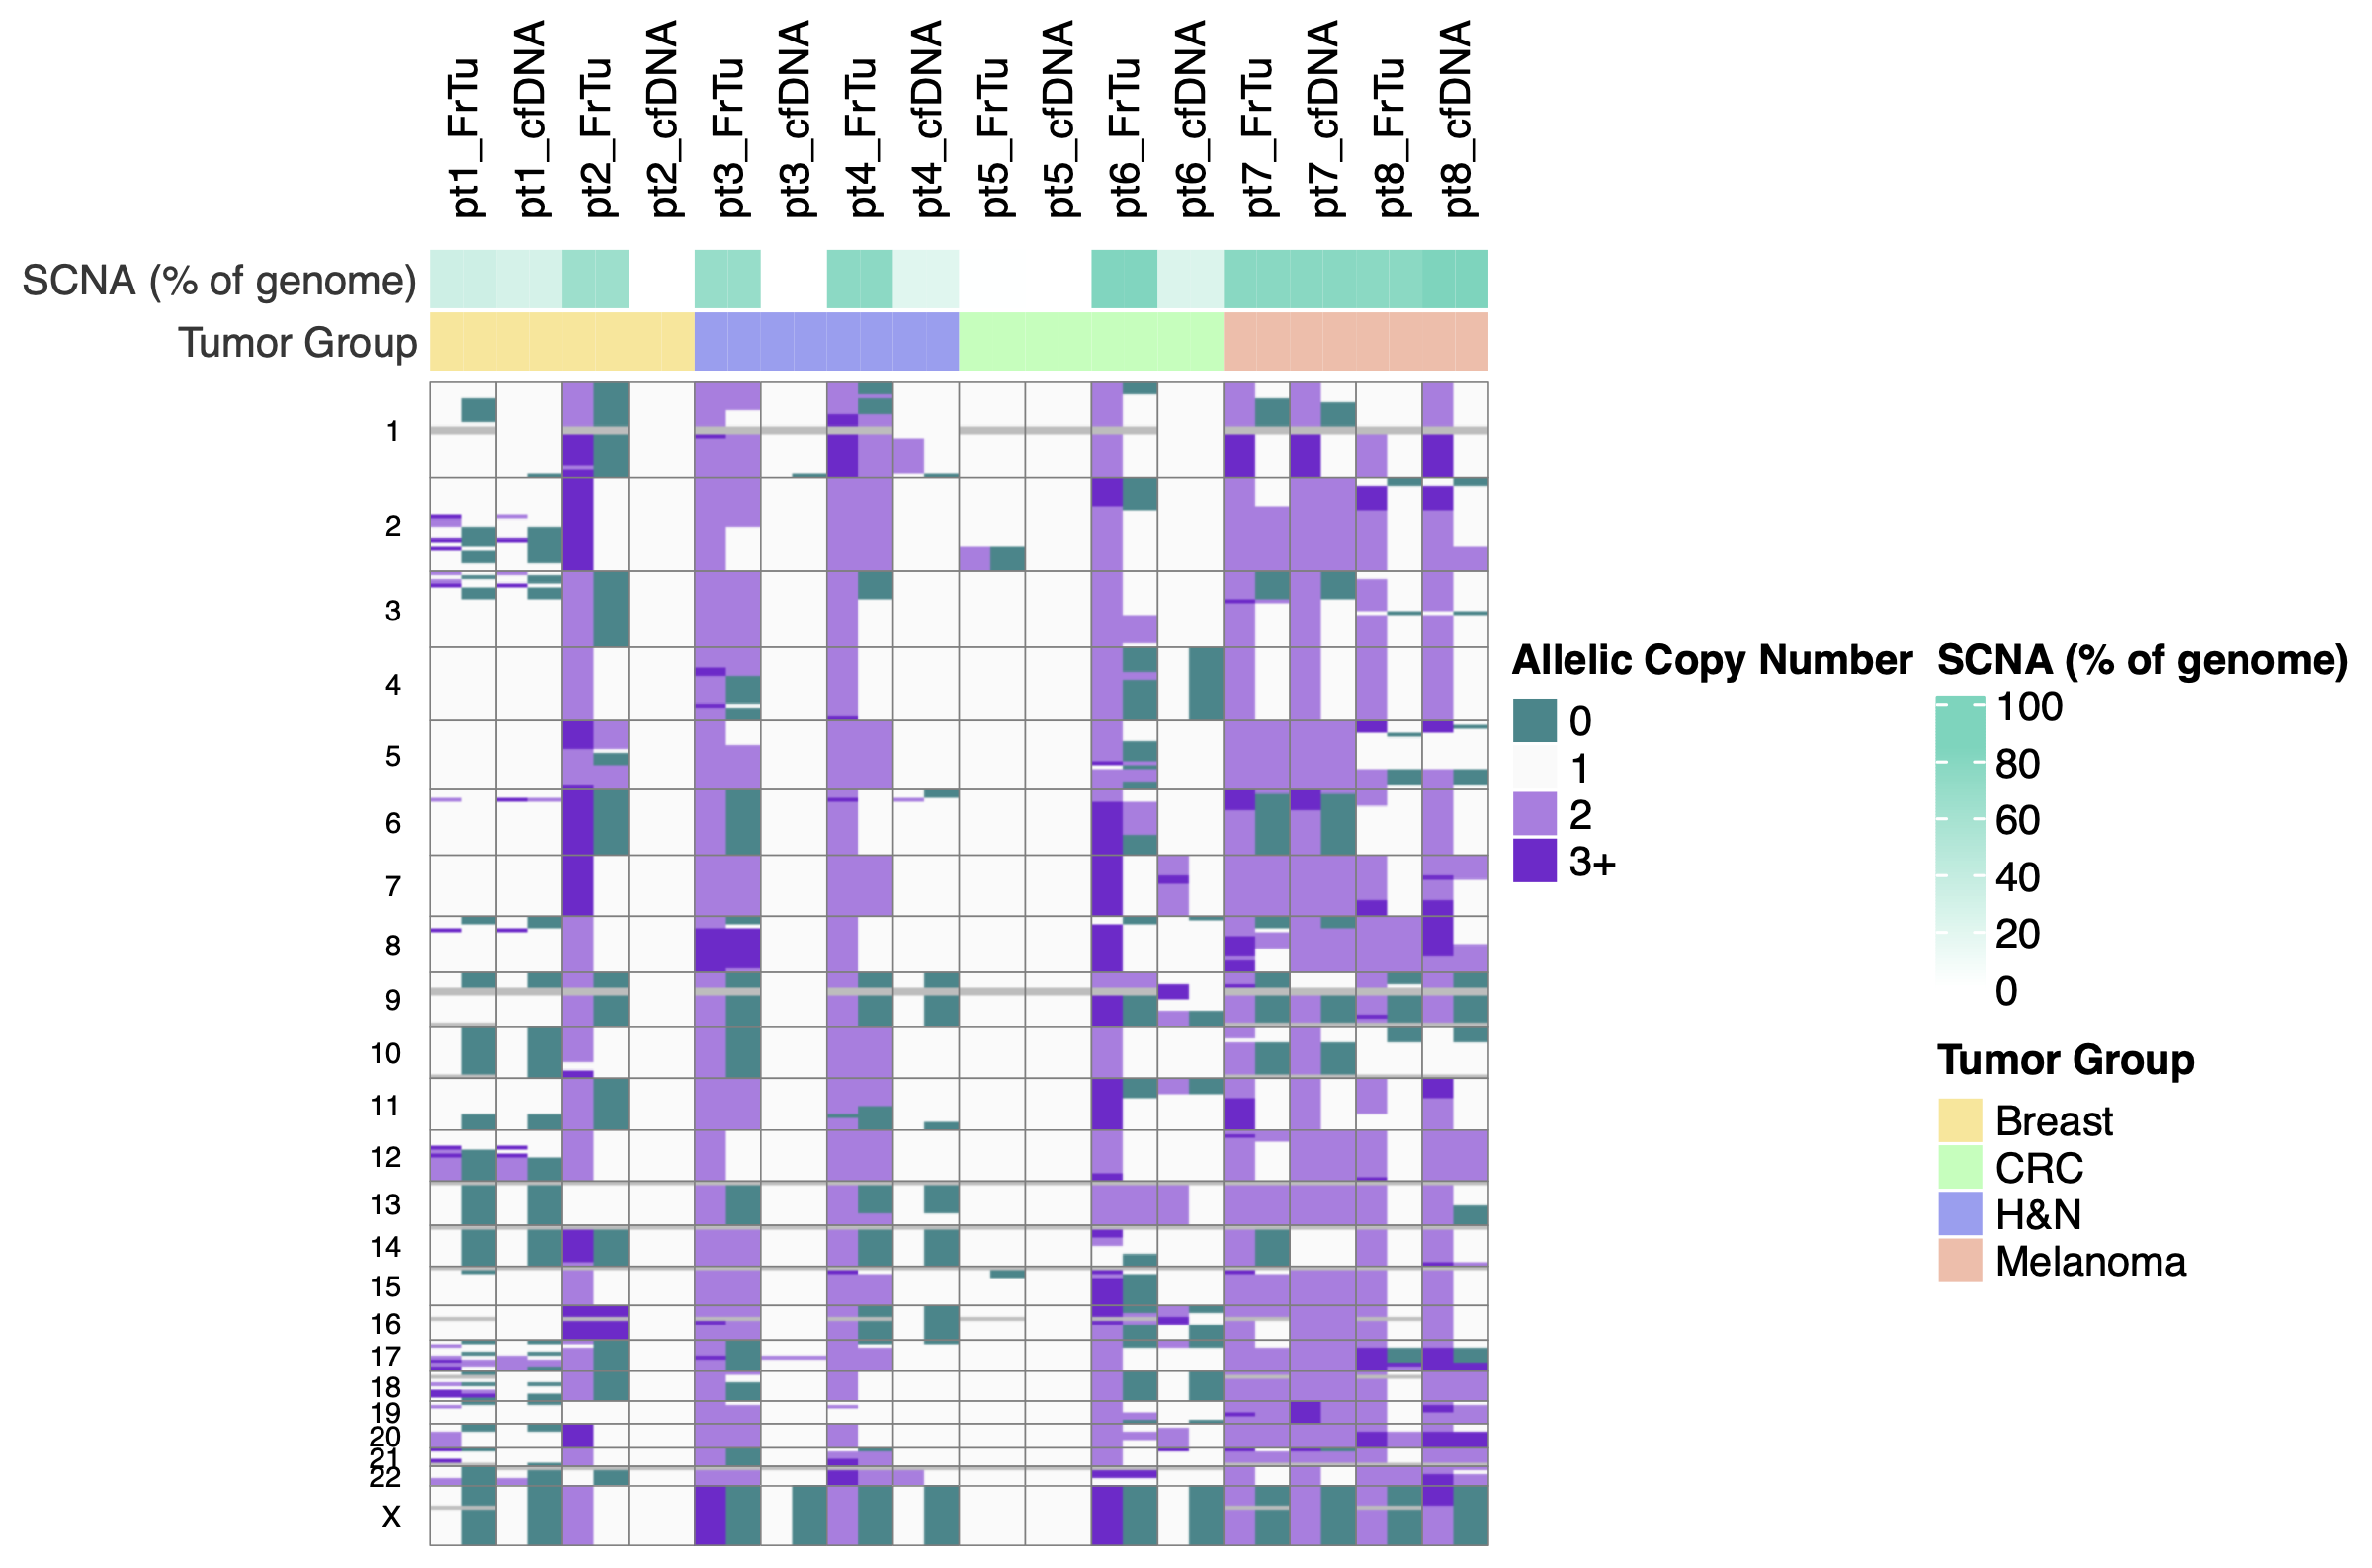 pt1_FrTu
pt1_cfDNA
pt2_FrTu
pt2_cfDNA
pt3_FrTu
pt3_cfDNA
pt4_FrTu
pt4_cfDNA
pt5_FrTu
pt5_cfDNA
pt6_FrTu
pt6_cfDNA
pt7_FrTu
pt7_cfDNA
pt8_FrTu
pt8_cfDNA
SCNA (% of genome)
Tumor Group
1
2
3
4
5
6
7
8
9
10
11
12
13
14
15
16
17
18
19
20
21
22
X
Allelic Copy Number
0
1
2
3+
SCNA (% of genome)
100
80
60
40
20
0
Tumor Group
Breast
CRC
H&N
Melanoma